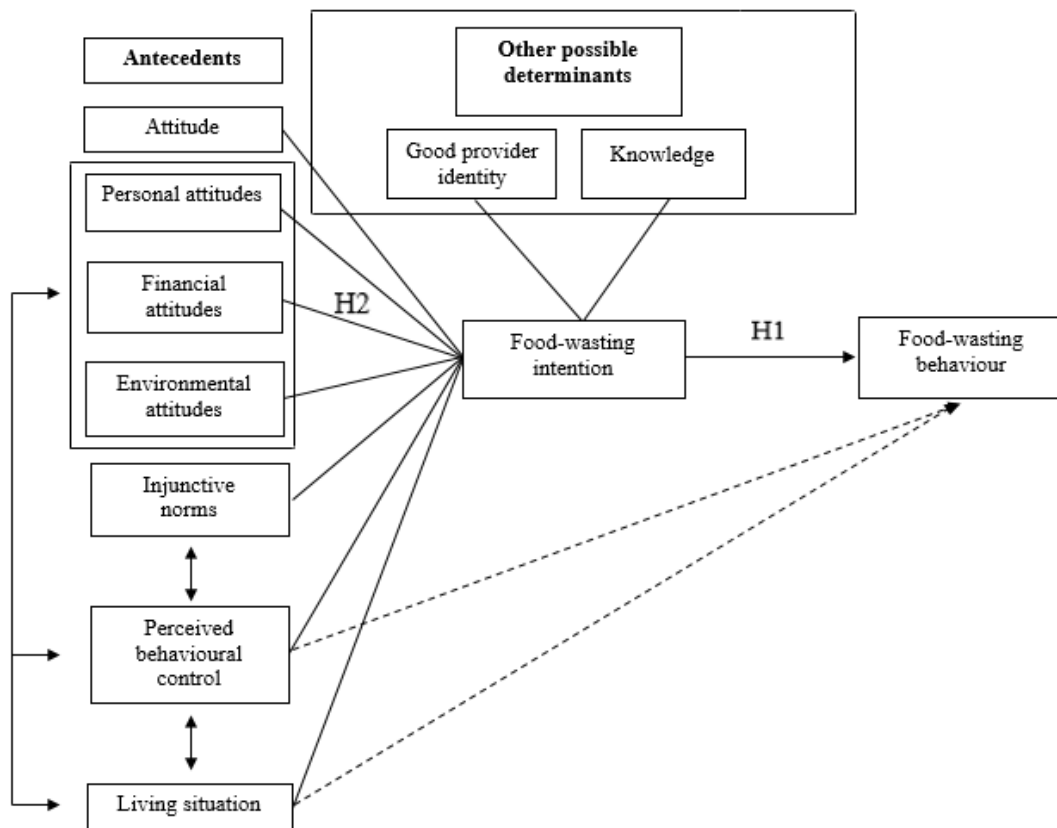 Antecedents
Attitude
Personal attitudes
Financial
attitudes
Environmental
attitudes
Injunctive
norms
Perceived
behavioural
control
Living situation
Other possible
determinants
Good provider
identity
Knowledge
H2
Food-wasting
intention
H1
Food-wasting
behaviour